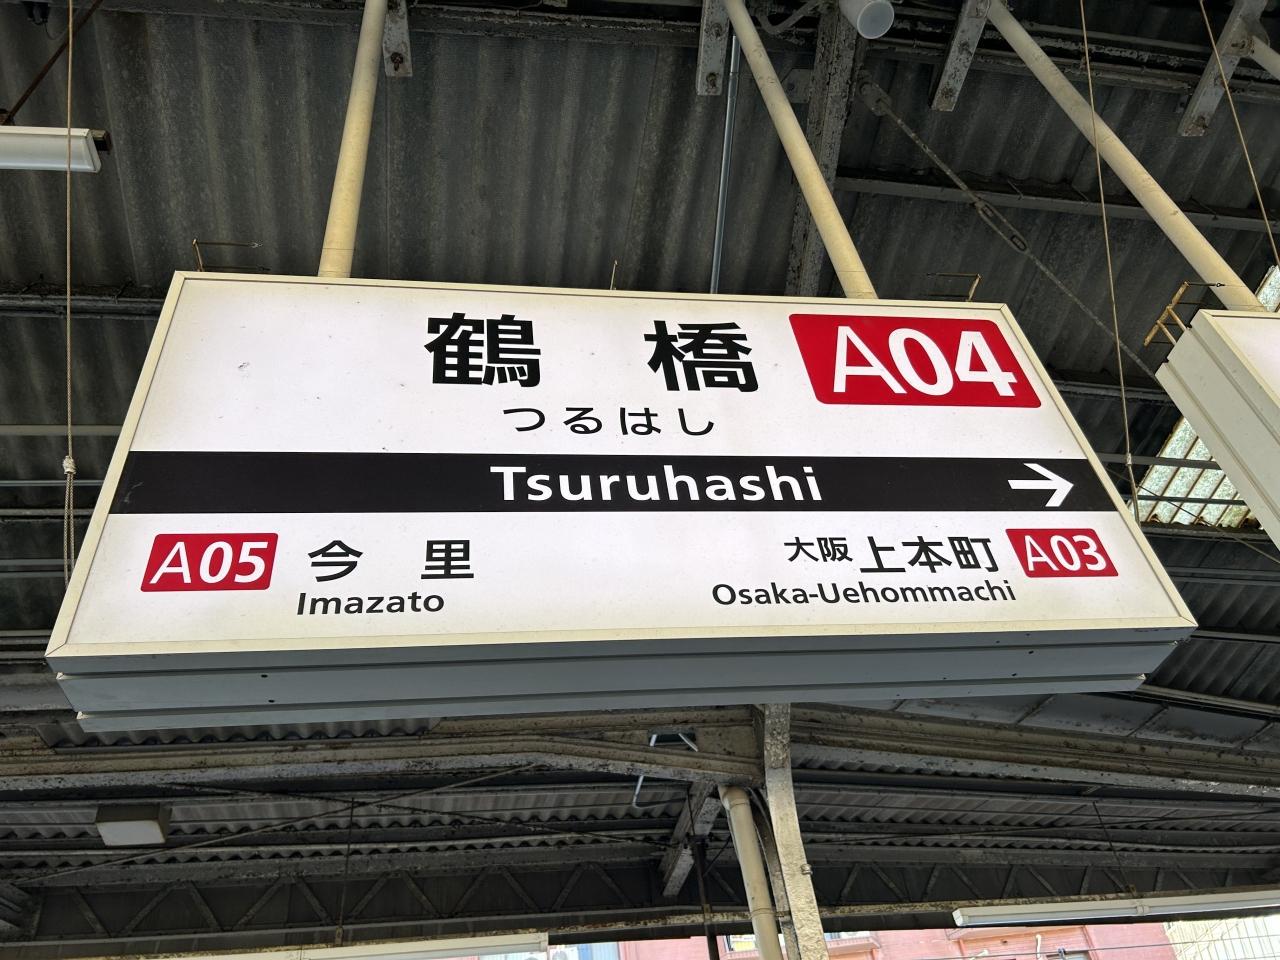 鶴橋 A04
つるはし
Tsuruhashi →
A05 今里 大阪上本町 A03
Imazato Osaka-Uehommachi